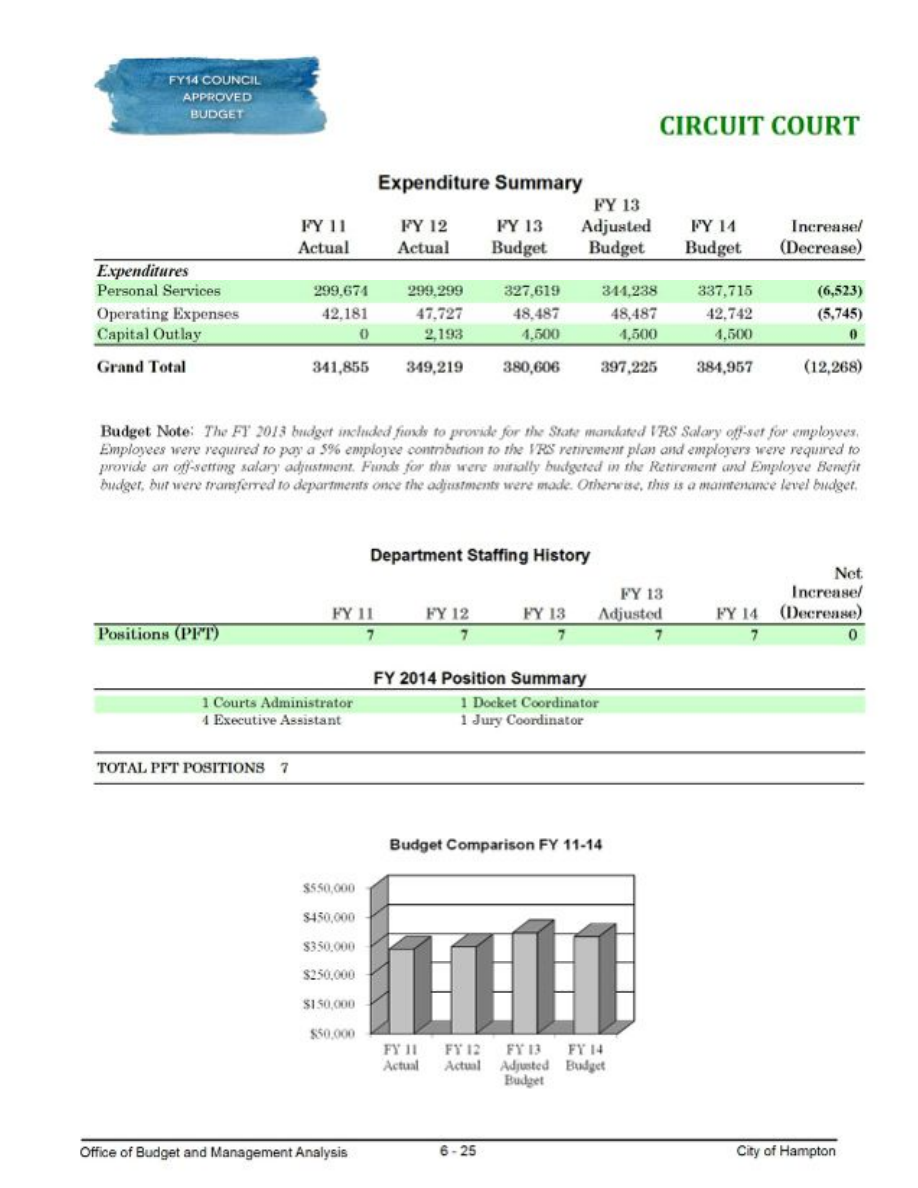 FY14 COUNCIL
APPROVED
BUDGET
CIRCUIT COURT
Expenditure Summary
FY 11 Actual FY 12 Actual FY 13 Budget FY 13 Adjusted Budget FY 14 Budget Increase/ (Decrease)
Expenditures
Personal Services 299,674 299,299 327,619 344,238 337,715 (6,523)
Operating Expenses 42,181 47,727 48,487 48,487 42,742 (5,745)
Capital Outlay 0 2,193 4,500 4,500 4,500 0
Grand Total 341,855 349,219 380,606 397,225 384,957 (12,268)
Budget Note: The FY 2013 budget included funds to provide for the State mandated VRS Salary off-set for employees.
Employees were required to pay a 5% employee contribution to the VRS retirement plan and employers were required to
provide an off-setting salary adjustment. Funds for this were initially budgeted in the Retirement and Employee Benefit
budget, but were transferred to departments once the adjustments were made. Otherwise, this is a maintenance level budget.
Department Staffing History
FY 11 FY 12 FY 13 FY 13 Adjusted FY 14 Net Increase/ (Decrease)
Positions (PFT) 7 7 7 7 7 0
FY 2014 Position Summary
1 Courts Administrator 1 Docket Coordinator
4 Executive Assistant 1 Jury Coordinator
TOTAL PFT POSITIONS 7
Budget Comparison FY 11-14
$550,000
$450,000
$350,000
$250,000
$150,000
$50,000
FY 11 Actual FY 12 Actual FY 13 Adjusted Budget FY 14 Budget
Office of Budget and Management Analysis 6 - 25 City of Hampton